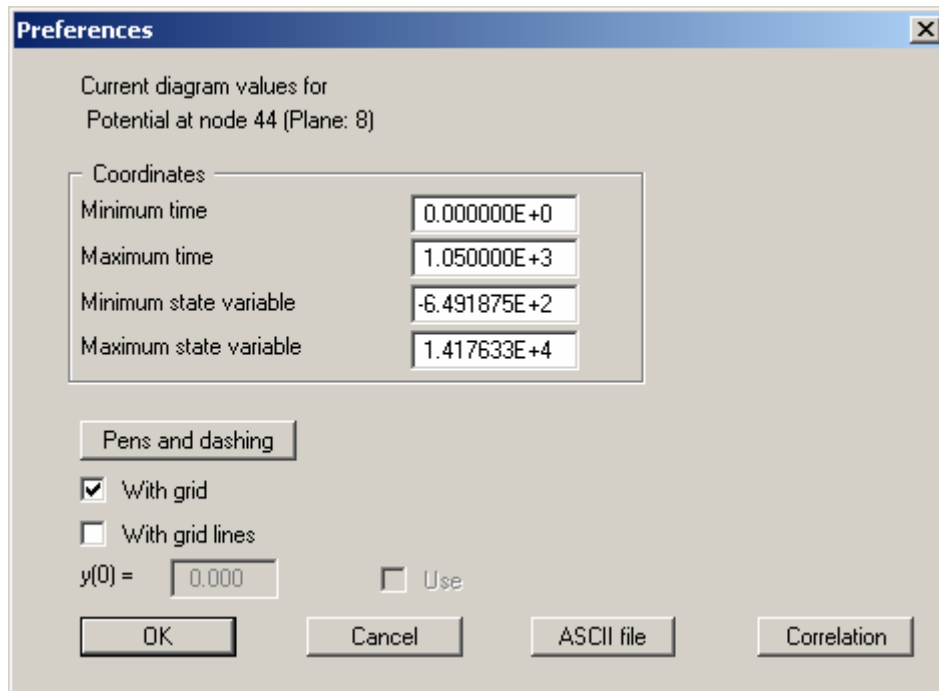 Preferences
Current diagram values for
Potential at node 44 (Plane: 8)
Coordinates
Minimum time 0.000000E+0
Maximum time 1.050000E+3
Minimum state variable -6.491875E+2
Maximum state variable 1.417633E+4
Pens and dashing
With grid
With grid lines
y(0) = 0.000 Use
OK Cancel ASCII file Correlation